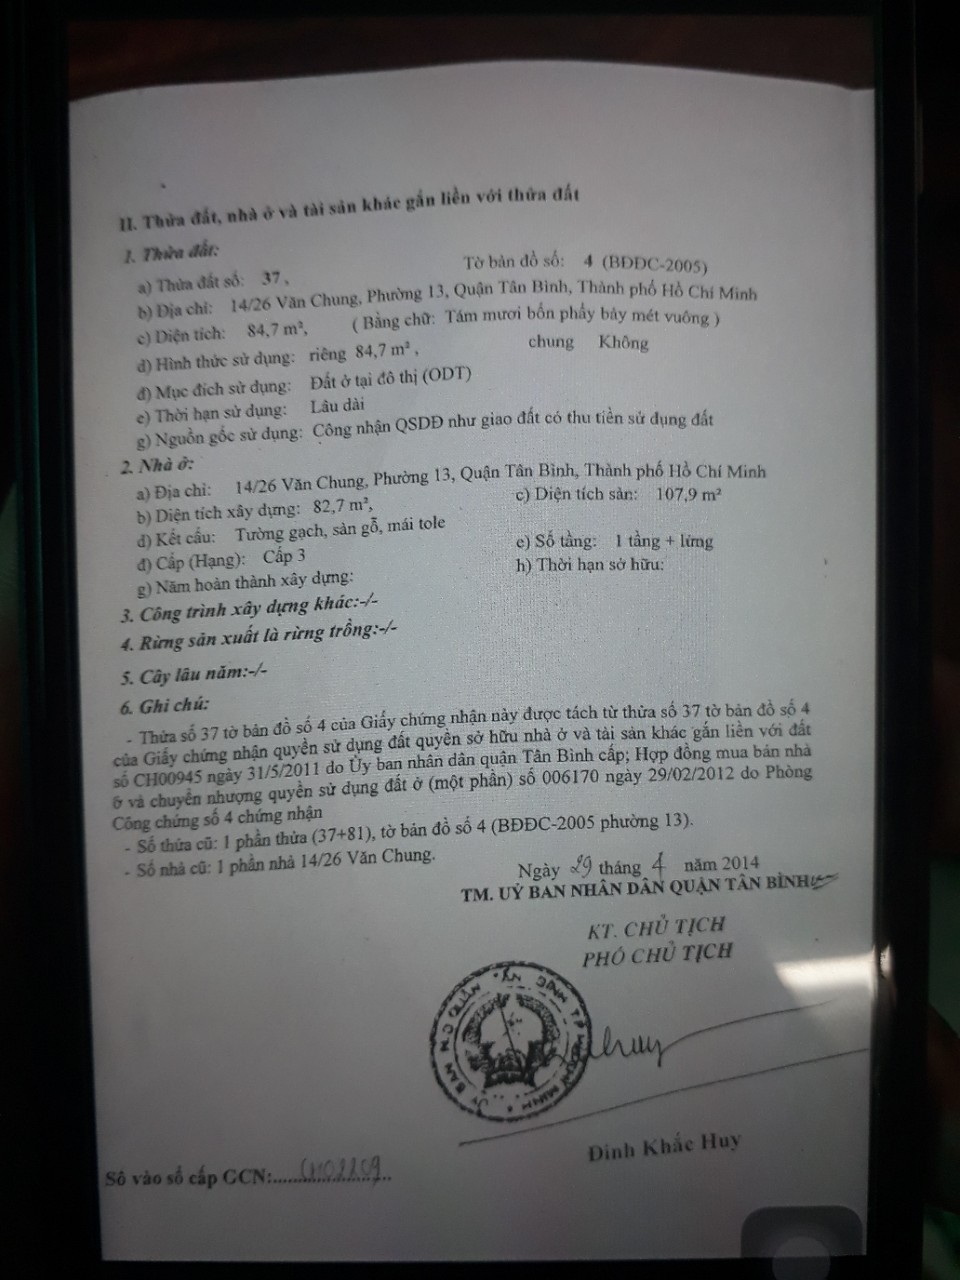 II. Thửa đất, nhà ở và tài sản khác gắn liền với thửa đất
1. Thửa đất:
a) Thửa đất số: 37, Tờ bản đồ số: 4 (BĐĐC-2005)
b) Địa chỉ: 14/26 Văn Chung, Phường 13, Quận Tân Bình, Thành phố Hồ Chí Minh
c) Diện tích: 84,7 m², ( Bằng chữ: Tám mươi bốn phẩy bảy mét vuông )
d) Hình thức sử dụng: riêng 84,7 m², chung Không
đ) Mục đích sử dụng: Đất ở tại đô thị (ODT)
e) Thời hạn sử dụng: Lâu dài
g) Nguồn gốc sử dụng: Công nhận QSDĐ như giao đất có thu tiền sử dụng đất
2. Nhà ở:
a) Địa chỉ: 14/26 Văn Chung, Phường 13, Quận Tân Bình, Thành phố Hồ Chí Minh
b) Diện tích xây dựng: 82,7 m², c) Diện tích sàn: 107,9 m²
d) Kết cấu: Tường gạch, sàn gỗ, mái tole
đ) Cấp (Hạng): Cấp 3 e) Số tầng: 1 tầng + lửng
g) Năm hoàn thành xây dựng: h) Thời hạn sở hữu:
3. Công trình xây dựng khác:-/-
4. Rừng sản xuất là rừng trồng:-/-
5. Cây lâu năm:-/-
6. Ghi chú:
- Thửa số 37 tờ bản đồ số 4 của Giấy chứng nhận này được tách từ thửa số 37 tờ bản đồ số 4
của Giấy chứng nhận quyền sử dụng đất quyền sở hữu nhà ở và tài sản khác gắn liền với đất
số CH00945 ngày 31/5/2011 do Ủy ban nhân dân quận Tân Bình cấp; Hợp đồng mua bán nhà
ở và chuyển nhượng quyền sử dụng đất ở (một phần) số 006170 ngày 29/02/2012 do Phòng
Công chứng số 4 chứng nhận
- Số thửa cũ: 1 phần thửa (37+81), tờ bản đồ số 4 (BĐĐC-2005 phường 13).
- Số nhà cũ: 1 phần nhà 14/26 Văn Chung.
Ngày 29 tháng 4 năm 2014
TM. UỶ BAN NHÂN DÂN QUẬN TÂN BÌNH
KT. CHỦ TỊCH
PHÓ CHỦ TỊCH
ỦY BAN N.D QUẬN TÂN BÌNH T.P HỒ CHÍ MINH
Đinh Khắc Huy
Số vào sổ cấp GCN:.....CH02209